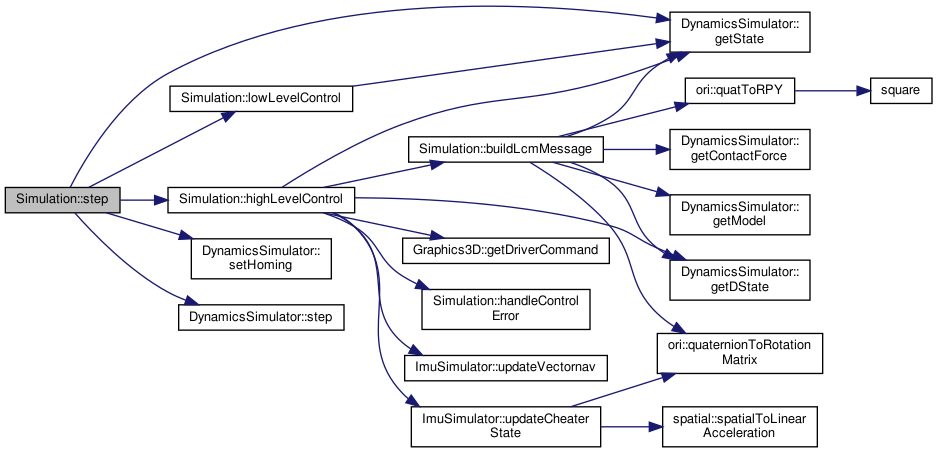 DynamicsSimulator::
getState
ori::quatToRPY
square
Simulation::lowLevelControl
Simulation::buildLcmMessage
DynamicsSimulator::
getContactForce
Simulation::step
Simulation::highLevelControl
DynamicsSimulator::
getModel
DynamicsSimulator::
setHoming
Graphics3D::getDriverCommand
DynamicsSimulator::
getDState
DynamicsSimulator::step
Simulation::handleControl
Error
ori::quaternionToRotation
Matrix
ImuSimulator::updateVectornav
ImuSimulator::updateCheater
State
spatial::spatialToLinear
Acceleration